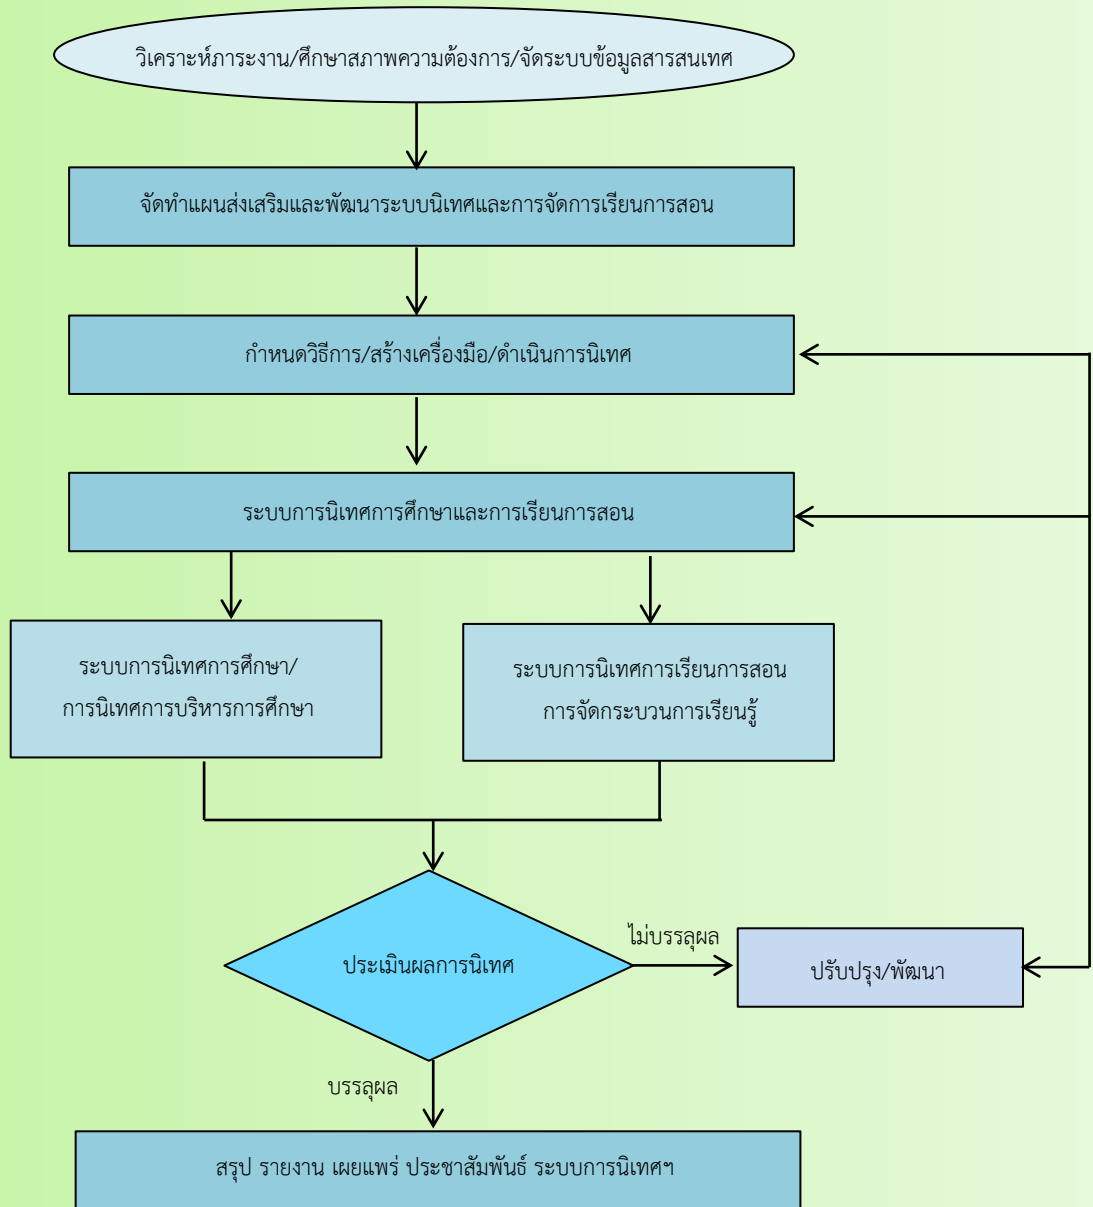 วิเคราะห์ภาระงาน/ศึกษาสภาพความต้องการ/จัดระบบข้อมูลสารสนเทศ
จัดทำแผนส่งเสริมและพัฒนาระบบนิเทศและการจัดการเรียนการสอน
กำหนดวิธีการ/สร้างเครื่องมือ/ดำเนินการนิเทศ
ระบบการนิเทศการศึกษาและการเรียนการสอน
ระบบการนิเทศการศึกษา/
การนิเทศการบริหารการศึกษา
ระบบการนิเทศการเรียนการสอน
การจัดกระบวนการเรียนรู้
ประเมินผลการนิเทศ
ไม่บรรลุผล
ปรับปรุง/พัฒนา
บรรลุผล
สรุป รายงาน เผยแพร่ ประชาสัมพันธ์ ระบบการนิเทศฯ